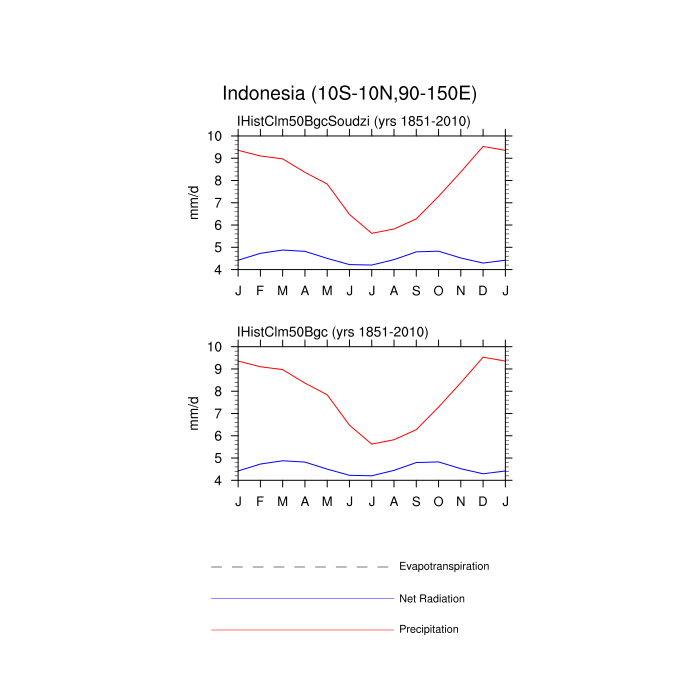 Indonesia (10S-10N,90-150E)
IHistClm50BgcSoudzi (yrs 1851-2010)
10
9
8
7
6
5
4
mm/d
J F M A M J J A S O N D J
IHistClm50Bgc (yrs 1851-2010)
10
9
8
7
6
5
4
mm/d
J F M A M J J A S O N D J
Evapotranspiration
Net Radiation
Precipitation